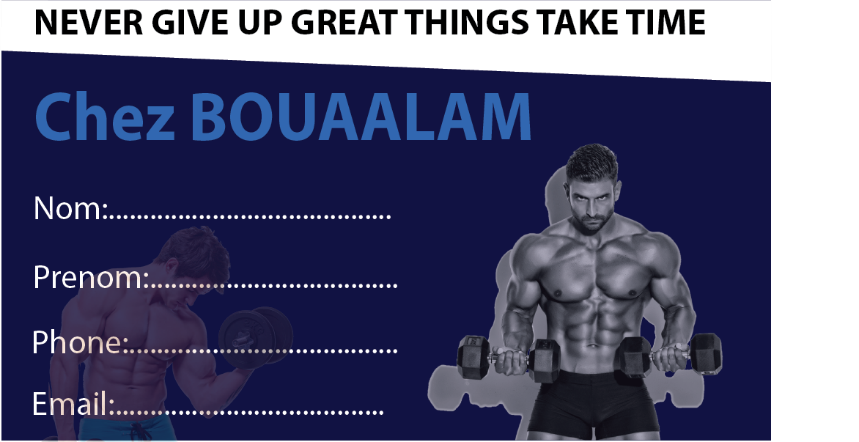 NEVER GIVE UP GREAT THINGS TAKE TIME
Chez BOUAALAM
Nom:.........................................
Prenom:....................................
Phone:.......................................
Email:.......................................